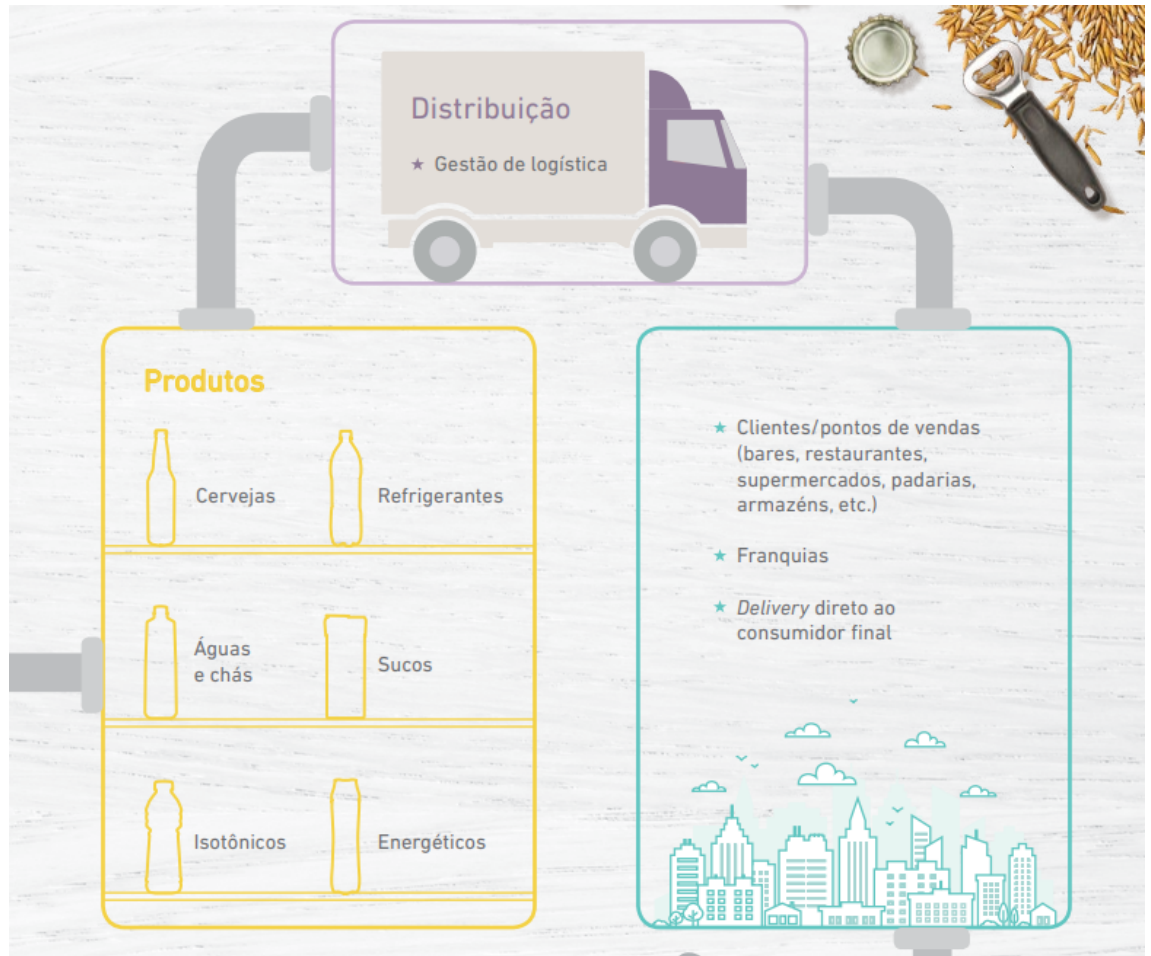 Distribuição
★ Gestão de logística
Produtos
Cervejas
Refrigerantes
Águas
e chás
Sucos
Isotônicos
Energéticos
★ Clientes/pontos de vendas
(bares, restaurantes,
supermercados, padarias,
armazéns, etc.)
★ Franquias
★ Delivery direto ao
consumidor final